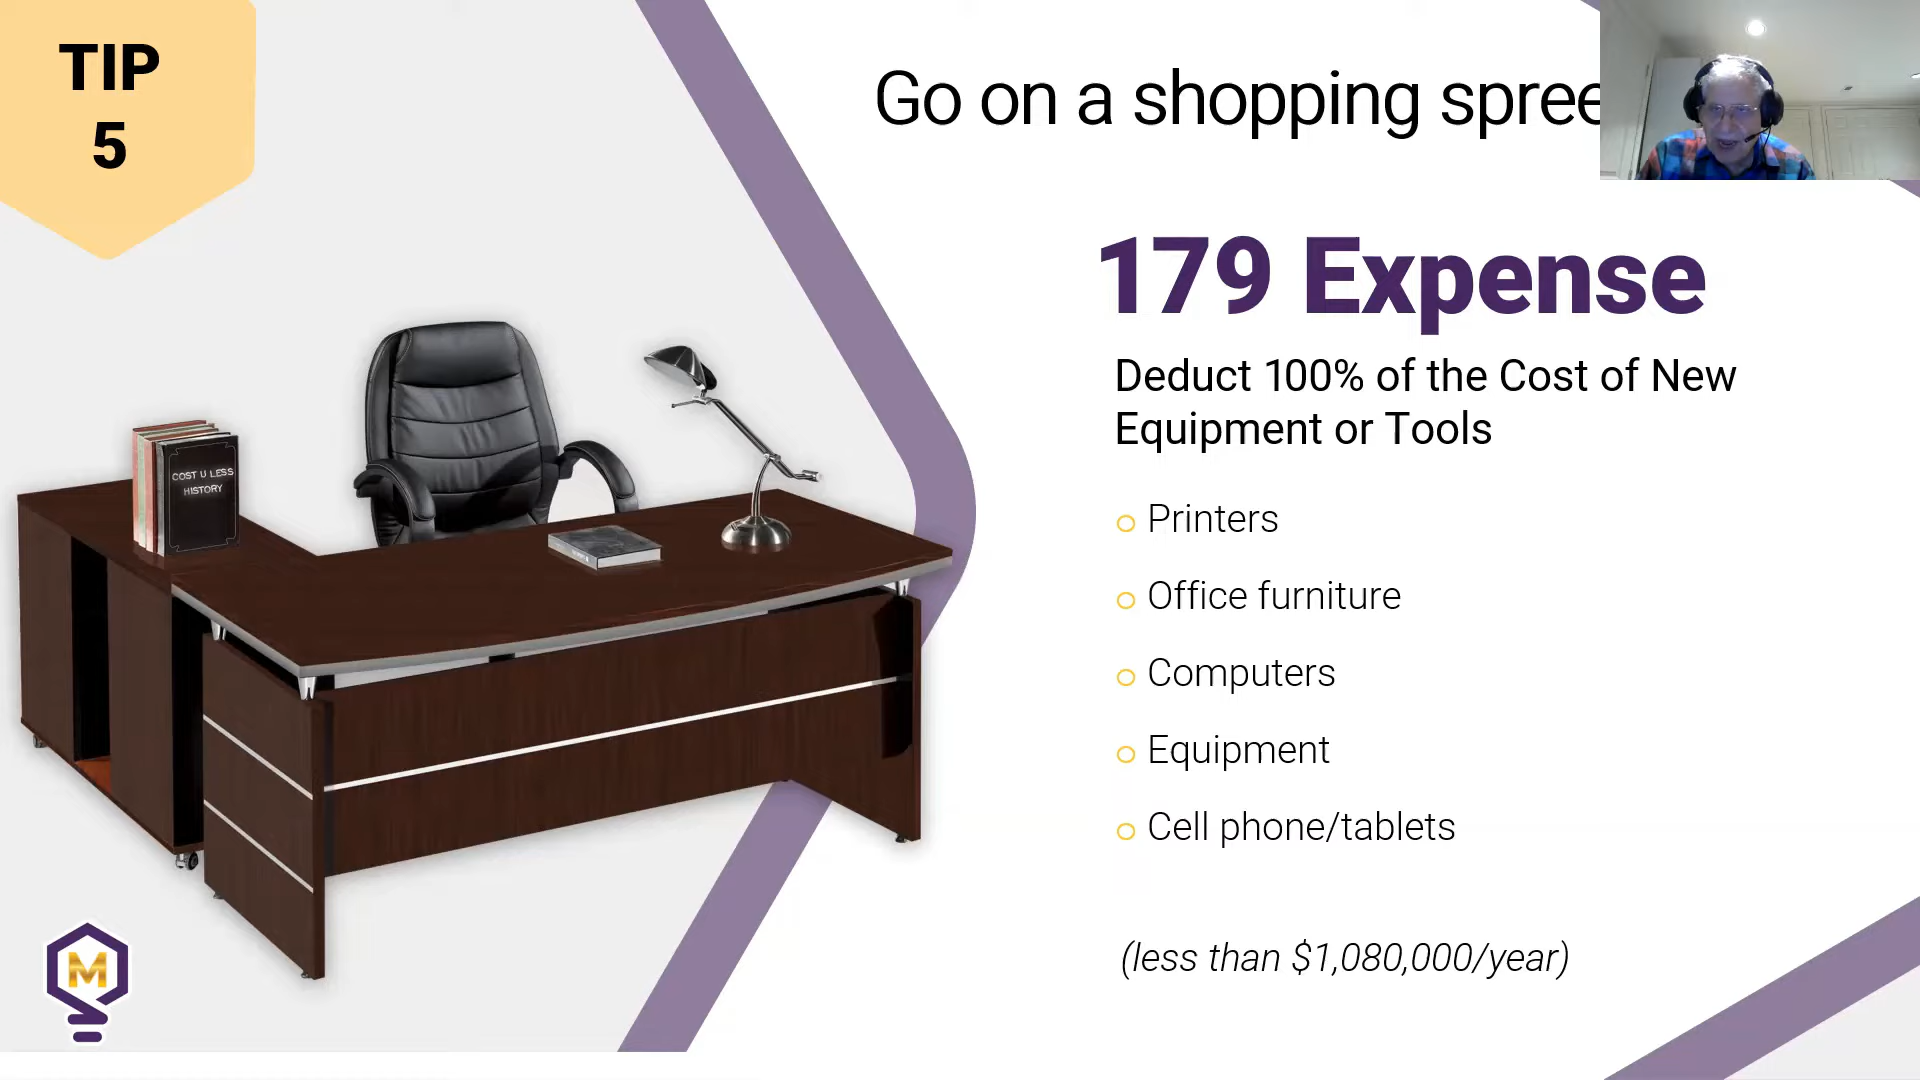 TIP
5
Go on a shopping spree
179 Expense
Deduct 100% of the Cost of New
Equipment or Tools
Printers
Office furniture
Computers
Equipment
Cell phone/tablets
(less than $1,080,000/year)
COST U LESS
HISTORY
M